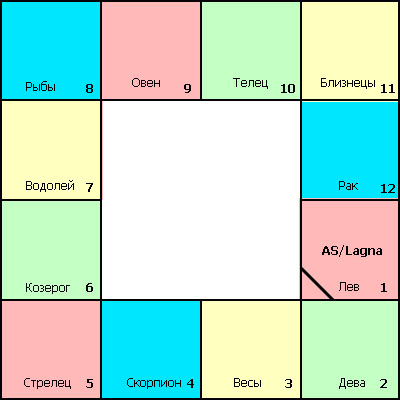 Рыбы 8 Овен 9 Телец 10 Близнецы 11
Водолей 7 Рак 12
AS/Lagna
Козерог 6 Лев 1
Стрелец 5 Скорпион 4 Весы 3 Дева 2